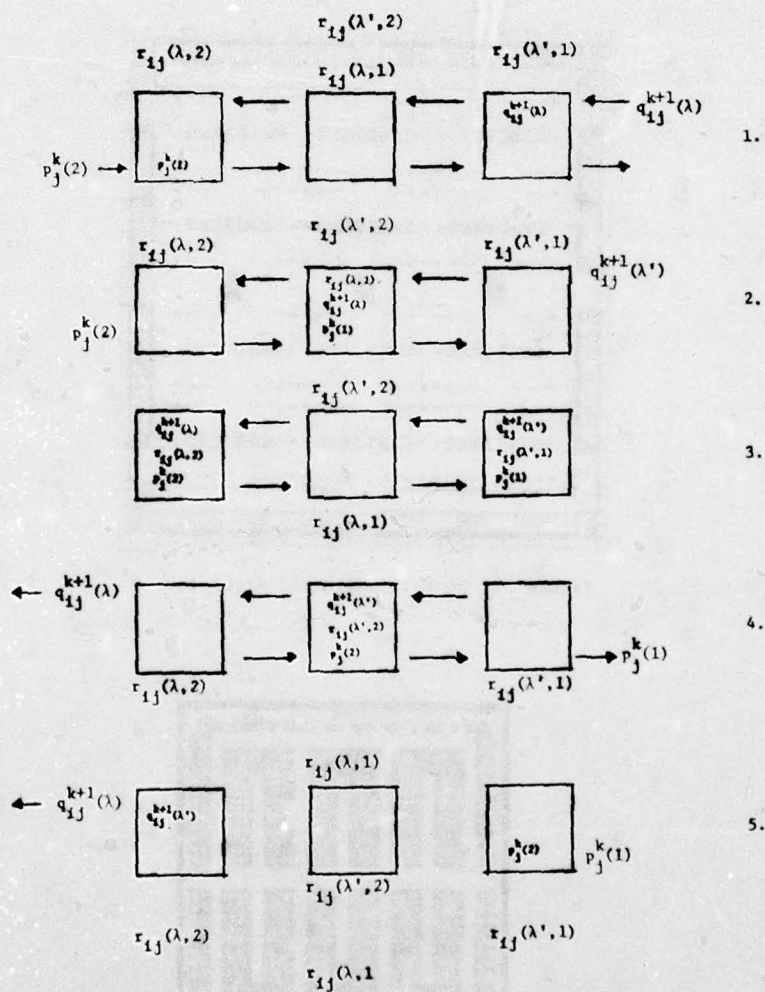 r_ij(λ',2)
r_ij(λ,2) r_ij(λ,1) r_ij(λ',1)
q_ij^k+1(λ) q_ij^k+1(λ)
1.
p_j^k(2) p_j^k(2)
r_ij(λ,2) r_ij(λ',2) r_ij(λ',1)
r_ij(λ,1) q_ij^k+1(λ')
q_ij^k+1(λ) 2.
p_j^k(2) p_j^k(1)
r_ij(λ',2)
q_ij^k+1(λ) q_ij^k+1(λ')
r_ij(λ,2) r_ij(λ',1) 3.
p_j^k(2) p_j^k(1)
r_ij(λ,1)
q_ij^k+1(λ) q_ij^k+1(λ')
r_ij(λ',2) 4.
p_j^k(2) p_j^k(1)
r_ij(λ,2) r_ij(λ',1)
r_ij(λ,1)
q_ij^k+1(λ) q_ij^k+1(λ') 5.
p_j^k(2) p_j^k(1)
r_ij(λ',2)
r_ij(λ,2) r_ij(λ',1)
r_ij(λ,1